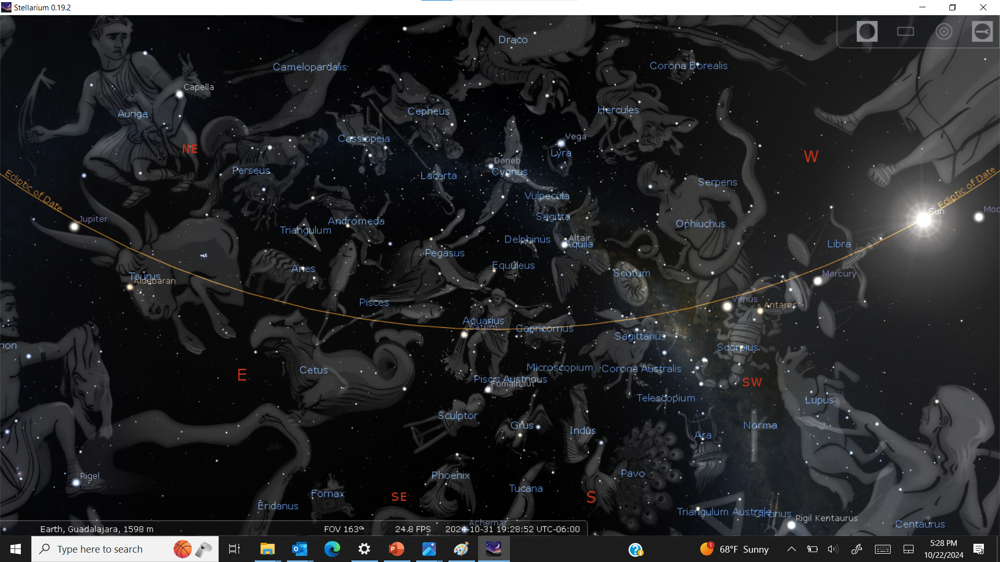 Stellarium 0.19.2
Draco
Camelopardalis
Corona Borealis
Capella
Auriga
Cepheus
Hercules
Cassiopeia
Vega
NE
Lyra
W
Deneb
Perseus
Cygnus
Lacerta
Serpens
Ecliptic of Date
Ecliptic of Date
Vulpecula
Sun
Moo
Jupiter
Sagitta
Andromeda
Triangulum
Ophiuchus
Delphinus
Altair
Aquila
Libra
Pegasus
Equuleus
Aries
Scutum
Mercury
Taurus
Aldebaran
Pisces
Venus
Antares
Aquarius
Saturn
Capricornus
Sagittarius
rion
Scorpius
Cetus
Microscopium
Corona Australis
E
Piscis Austrinus
Fomalhaut
SW
Telescopium
Lupus
Sculptor
Grus
Indus
Norma
Ara
Rigel
Phoenix
Pavo
Tucana
Fornax
SE
S
Eridanus
Triangulum Australe
Circinus
Rigil Kentaurus
Centaurus
Achernar
Earth, Guadalajara, 1598 m
FOV 163°
24.8 FPS
2024-10-31 19:28:52 UTC-06:00
Type here to search
1
68°F Sunny
5:28 PM
10/22/2024